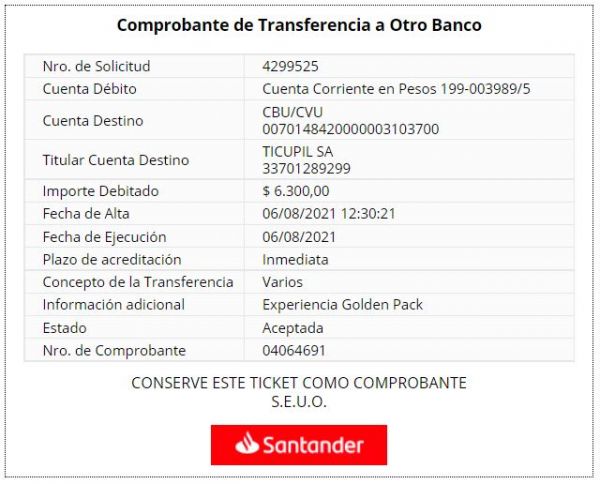 Comprobante de Transferencia a Otro Banco
Nro. de Solicitud 4299525
Cuenta Débito Cuenta Corriente en Pesos 199-003989/5
Cuenta Destino CBU/CVU
0070148420000003103700
Titular Cuenta Destino TICUPIL SA
33701289299
Importe Debitado $ 6.300,00
Fecha de Alta 06/08/2021 12:30:21
Fecha de Ejecución 06/08/2021
Plazo de acreditación Inmediata
Concepto de la Transferencia Varios
Información adicional Experiencia Golden Pack
Estado Aceptada
Nro. de Comprobante 04064691
CONSERVE ESTE TICKET COMO COMPROBANTE
S.E.U.O.
Santander